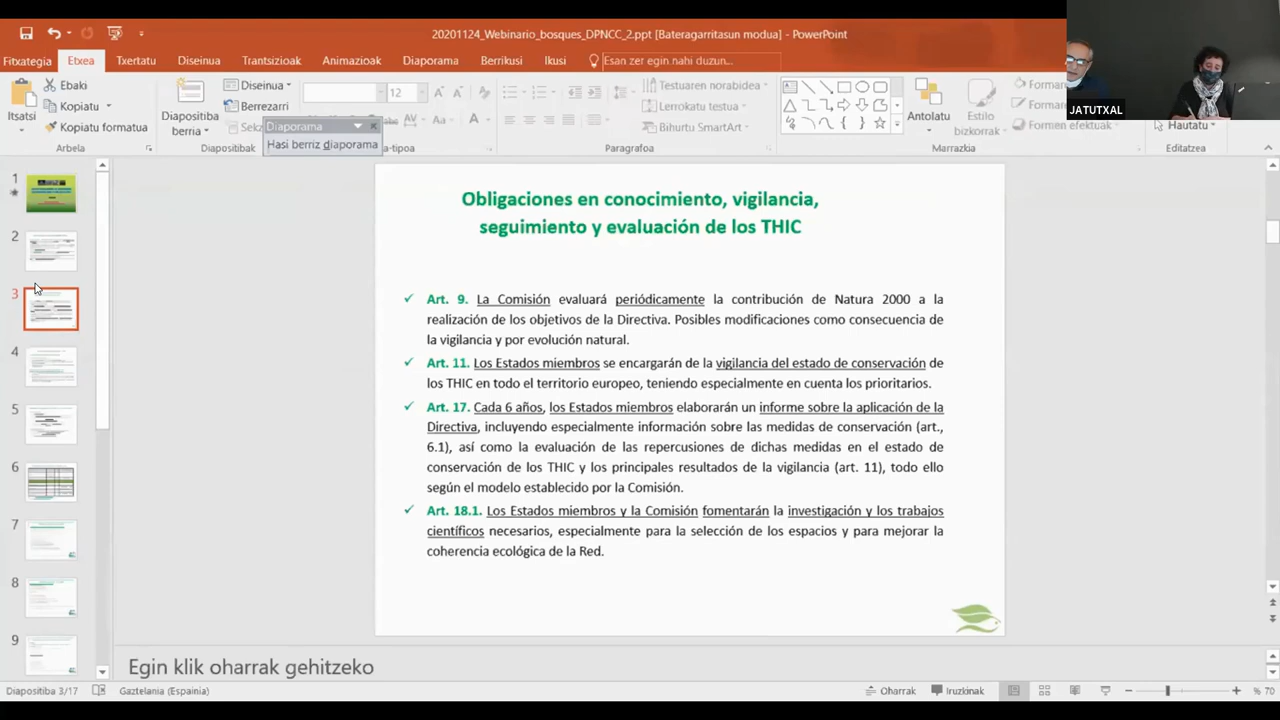 20201124_Webinario_bosques_DPNCC_2.ppt [Bateragarritasun modua] - PowerPoint
Fitxategia Etxea Txertatu Diseinua Trantsizioak Animazioak Diaporama Berrikusi Ikusi Esan zer egin nahi duzun...
JATUTXAL
Itsatsi
Ebaki
Kopiatu
Kopiatu formatua
Arbela
Diapositiba
berria
Diseinua
Berrezarri
Diapositibak
Diaporama
Hasi berriz diaporama
12
Aa
A
Testuaren norabidea
Lerrokatu testua
Bihurtu SmartArt
Paragrafoa
Antolatu
Estilo
bizkorrak
Formen efektuak
Marrazkia
Hautatu
Editatzea
1
2
3
4
5
6
7
8
9
Obligaciones en conocimiento, vigilancia,
seguimiento y evaluación de los THIC
Art. 9. La Comisión evaluará periódicamente la contribución de Natura 2000 a la
realización de los objetivos de la Directiva. Posibles modificaciones como consecuencia de
la vigilancia y por evolución natural.
Art. 11. Los Estados miembros se encargarán de la vigilancia del estado de conservación de
los THIC en todo el territorio europeo, teniendo especialmente en cuenta los prioritarios.
Art. 17. Cada 6 años, los Estados miembros elaborarán un informe sobre la aplicación de la
Directiva, incluyendo especialmente información sobre las medidas de conservación (art.,
6.1), así como la evaluación de las repercusiones de dichas medidas en el estado de
conservación de los THIC y los principales resultados de la vigilancia (art. 11), todo ello
según el modelo establecido por la Comisión.
Art. 18.1. Los Estados miembros y la Comisión fomentarán la investigación y los trabajos
científicos necesarios, especialmente para la selección de los espacios y para mejorar la
coherencia ecológica de la Red.
Egin klik oharrak gehitzeko
Diapositiba 3/17 Gaztelania (Espainia) Oharrak Iruzkinak % 70